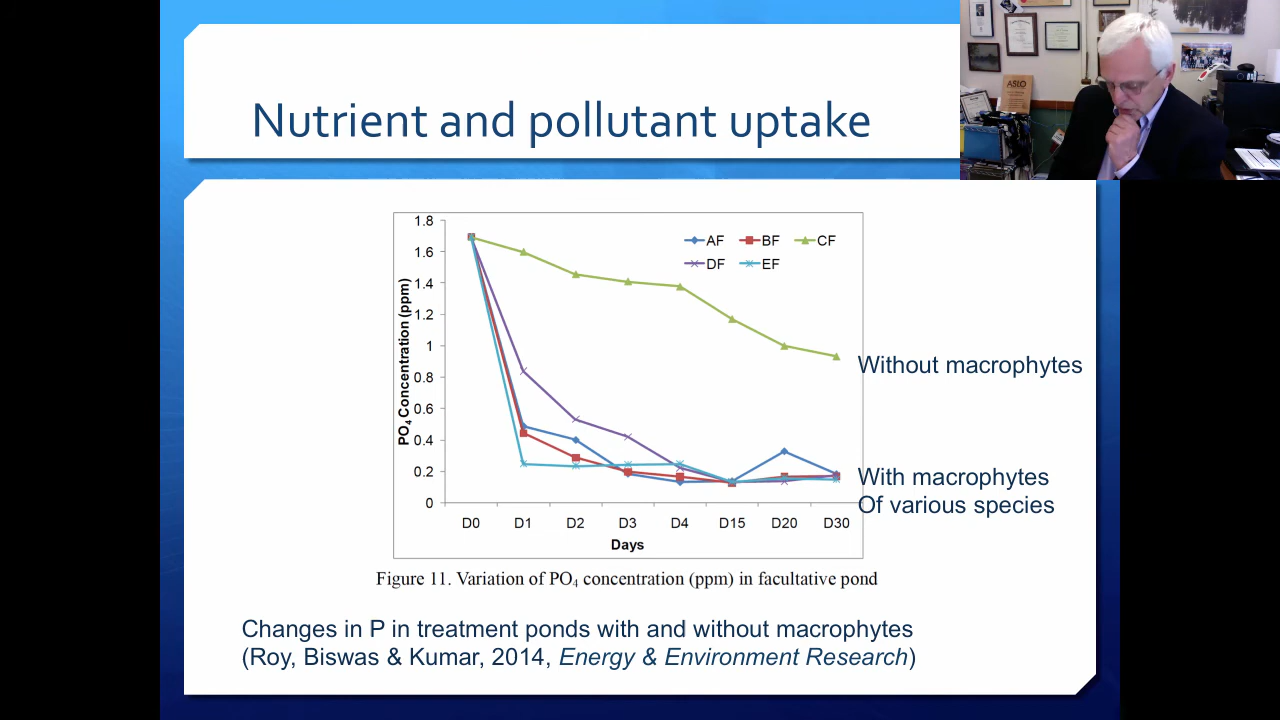 Nutrient and pollutant uptake
ASLO
1.8
1.6
1.4
1.2
1
0.8
0.6
0.4
0.2
0
PO4 Concentration (ppm)
AF BF CF
DF EF
D0 D1 D2 D3 D4 D15 D20 D30
Days
Without macrophytes
With macrophytes
Of various species
Figure 11. Variation of PO4 concentration (ppm) in facultative pond
Changes in P in treatment ponds with and without macrophytes
(Roy, Biswas & Kumar, 2014, Energy & Environment Research)